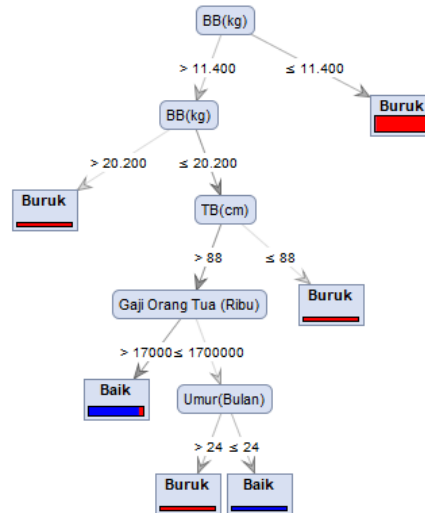 BB(kg)
> 11.400
≤ 11.400
BB(kg)
Buruk
> 20.200
≤ 20.200
Buruk
TB(cm)
> 88
≤ 88
Gaji Orang Tua (Ribu)
Buruk
> 17000≤ 1700000
Baik
Umur(Bulan)
> 24 ≤ 24
Buruk
Baik